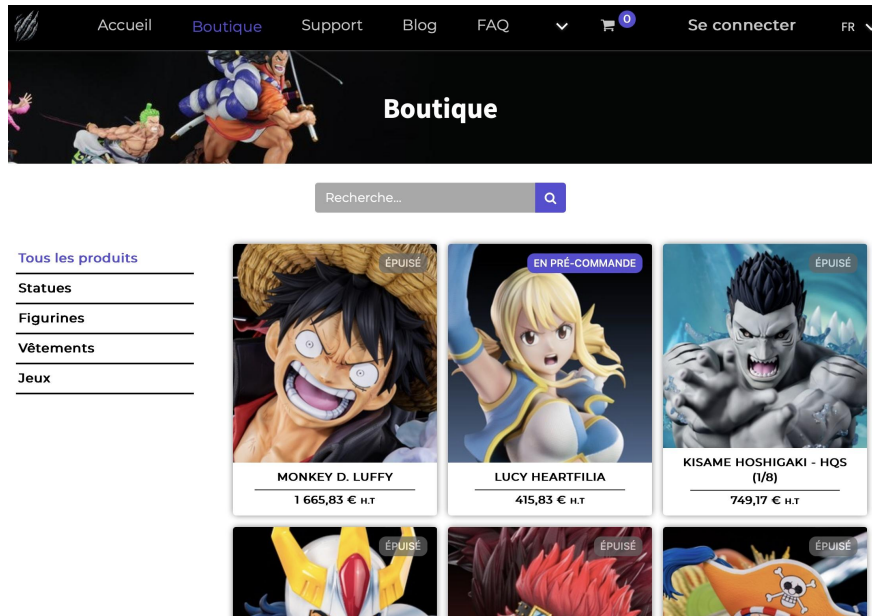 Accueil
Boutique
Support
Blog
FAQ
0
Se connecter
FR
Boutique
Recherche...
Tous les produits
Statues
Figurines
Vêtements
Jeux
ÉPUISÉ
MONKEY D. LUFFY
1 665,83 € H.T
EN PRÉ-COMMANDE
LUCY HEARTFILIA
415,83 € H.T
ÉPUISÉ
KISAME HOSHIGAKI - HQS
(1/8)
749,17 € H.T
ÉPUISÉ
ÉPUISÉ
ÉPUISÉ